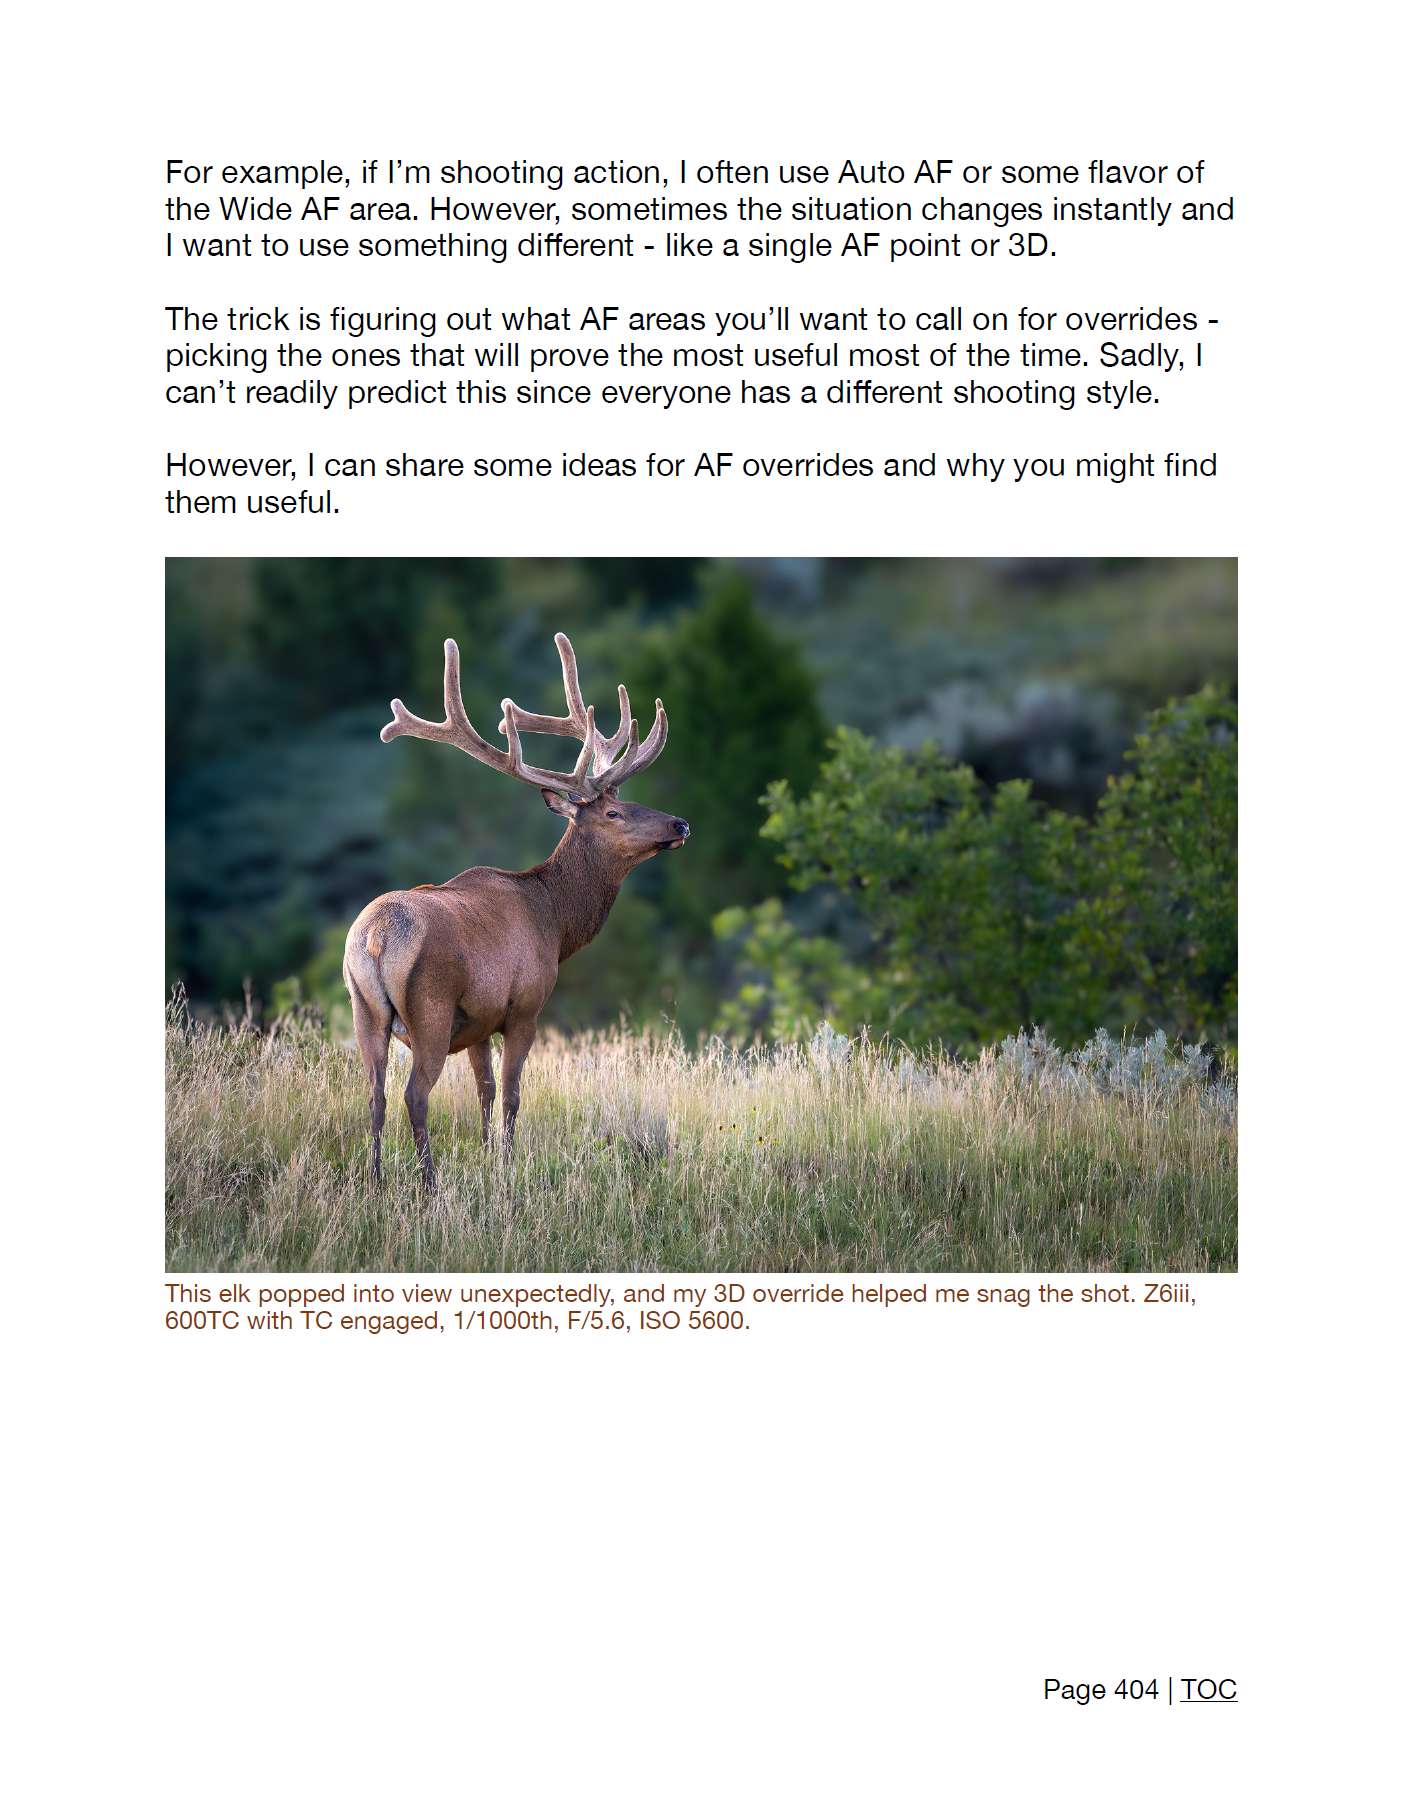 For example, if I’m shooting action, I often use Auto AF or some flavor of
the Wide AF area. However, sometimes the situation changes instantly and
I want to use something different - like a single AF point or 3D.
The trick is figuring out what AF areas you’ll want to call on for overrides -
picking the ones that will prove the most useful most of the time. Sadly, I
can’t readily predict this since everyone has a different shooting style.
However, I can share some ideas for AF overrides and why you might find
them useful.
This elk popped into view unexpectedly, and my 3D override helped me snag the shot. Z6iii,
600TC with TC engaged, 1/1000th, F/5.6, ISO 5600.
Page 404 | TOC